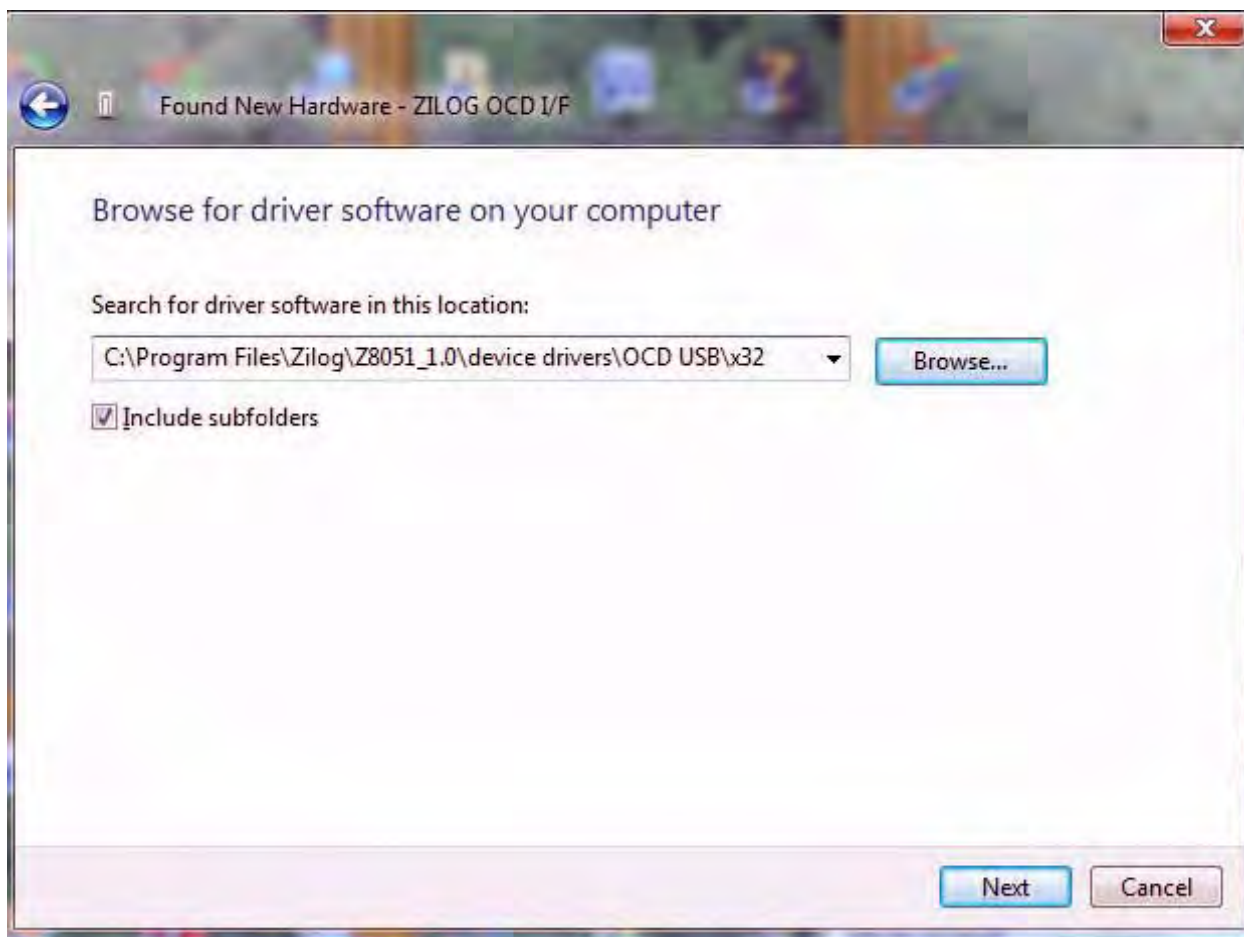 Found New Hardware - ZILOG OCD I/F
Browse for driver software on your computer
Search for driver software in this location:
C:\Program Files\Zilog\Z8051_1.0\device drivers\OCD USB\x32
Browse...
Include subfolders
Next
Cancel